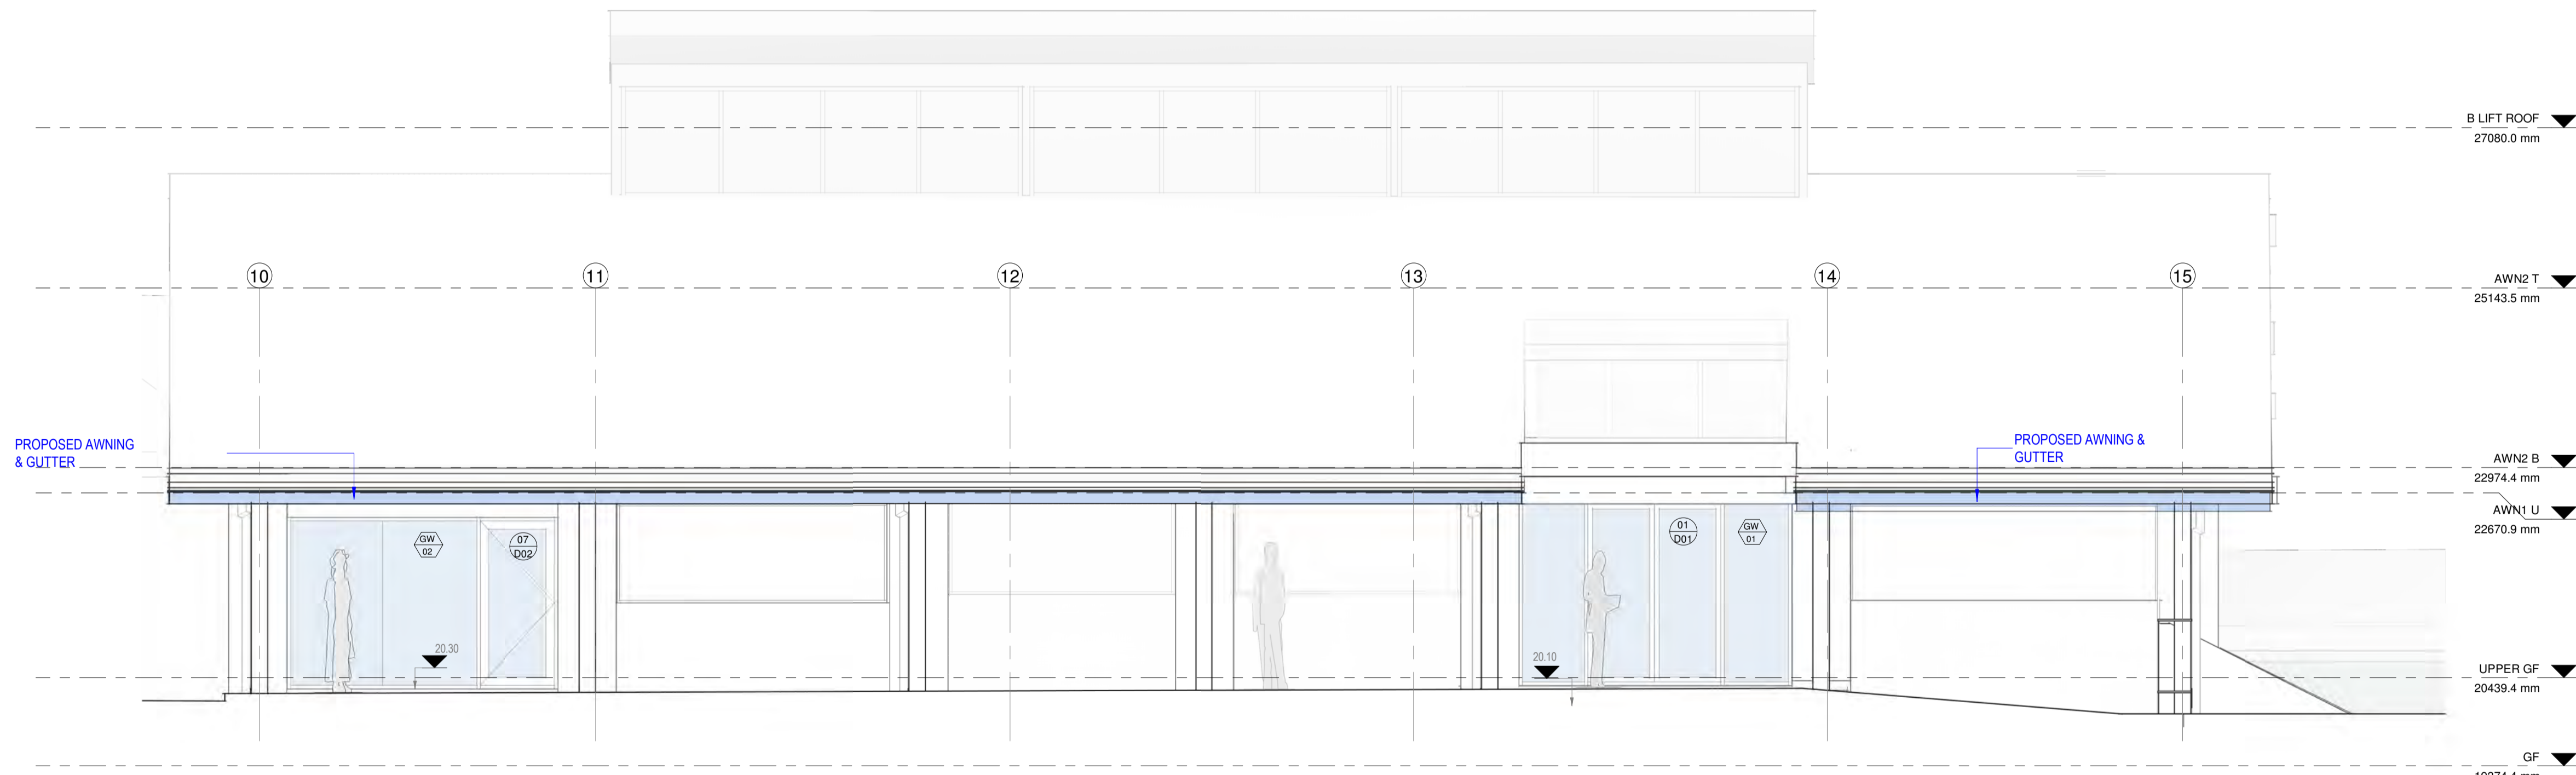 B LIFT ROOF
27080.0 mm
10
11
12
13
14
15
AWN2 T
25143.5 mm
PROPOSED AWNING
& GUTTER
PROPOSED AWNING &
GUTTER
AWN2 B
22974.4 mm
AWN1 U
22670.9 mm
GW
02
07
D02
01
D01
GW
01
20.30
20.10
UPPER GF
20439.4 mm
GF